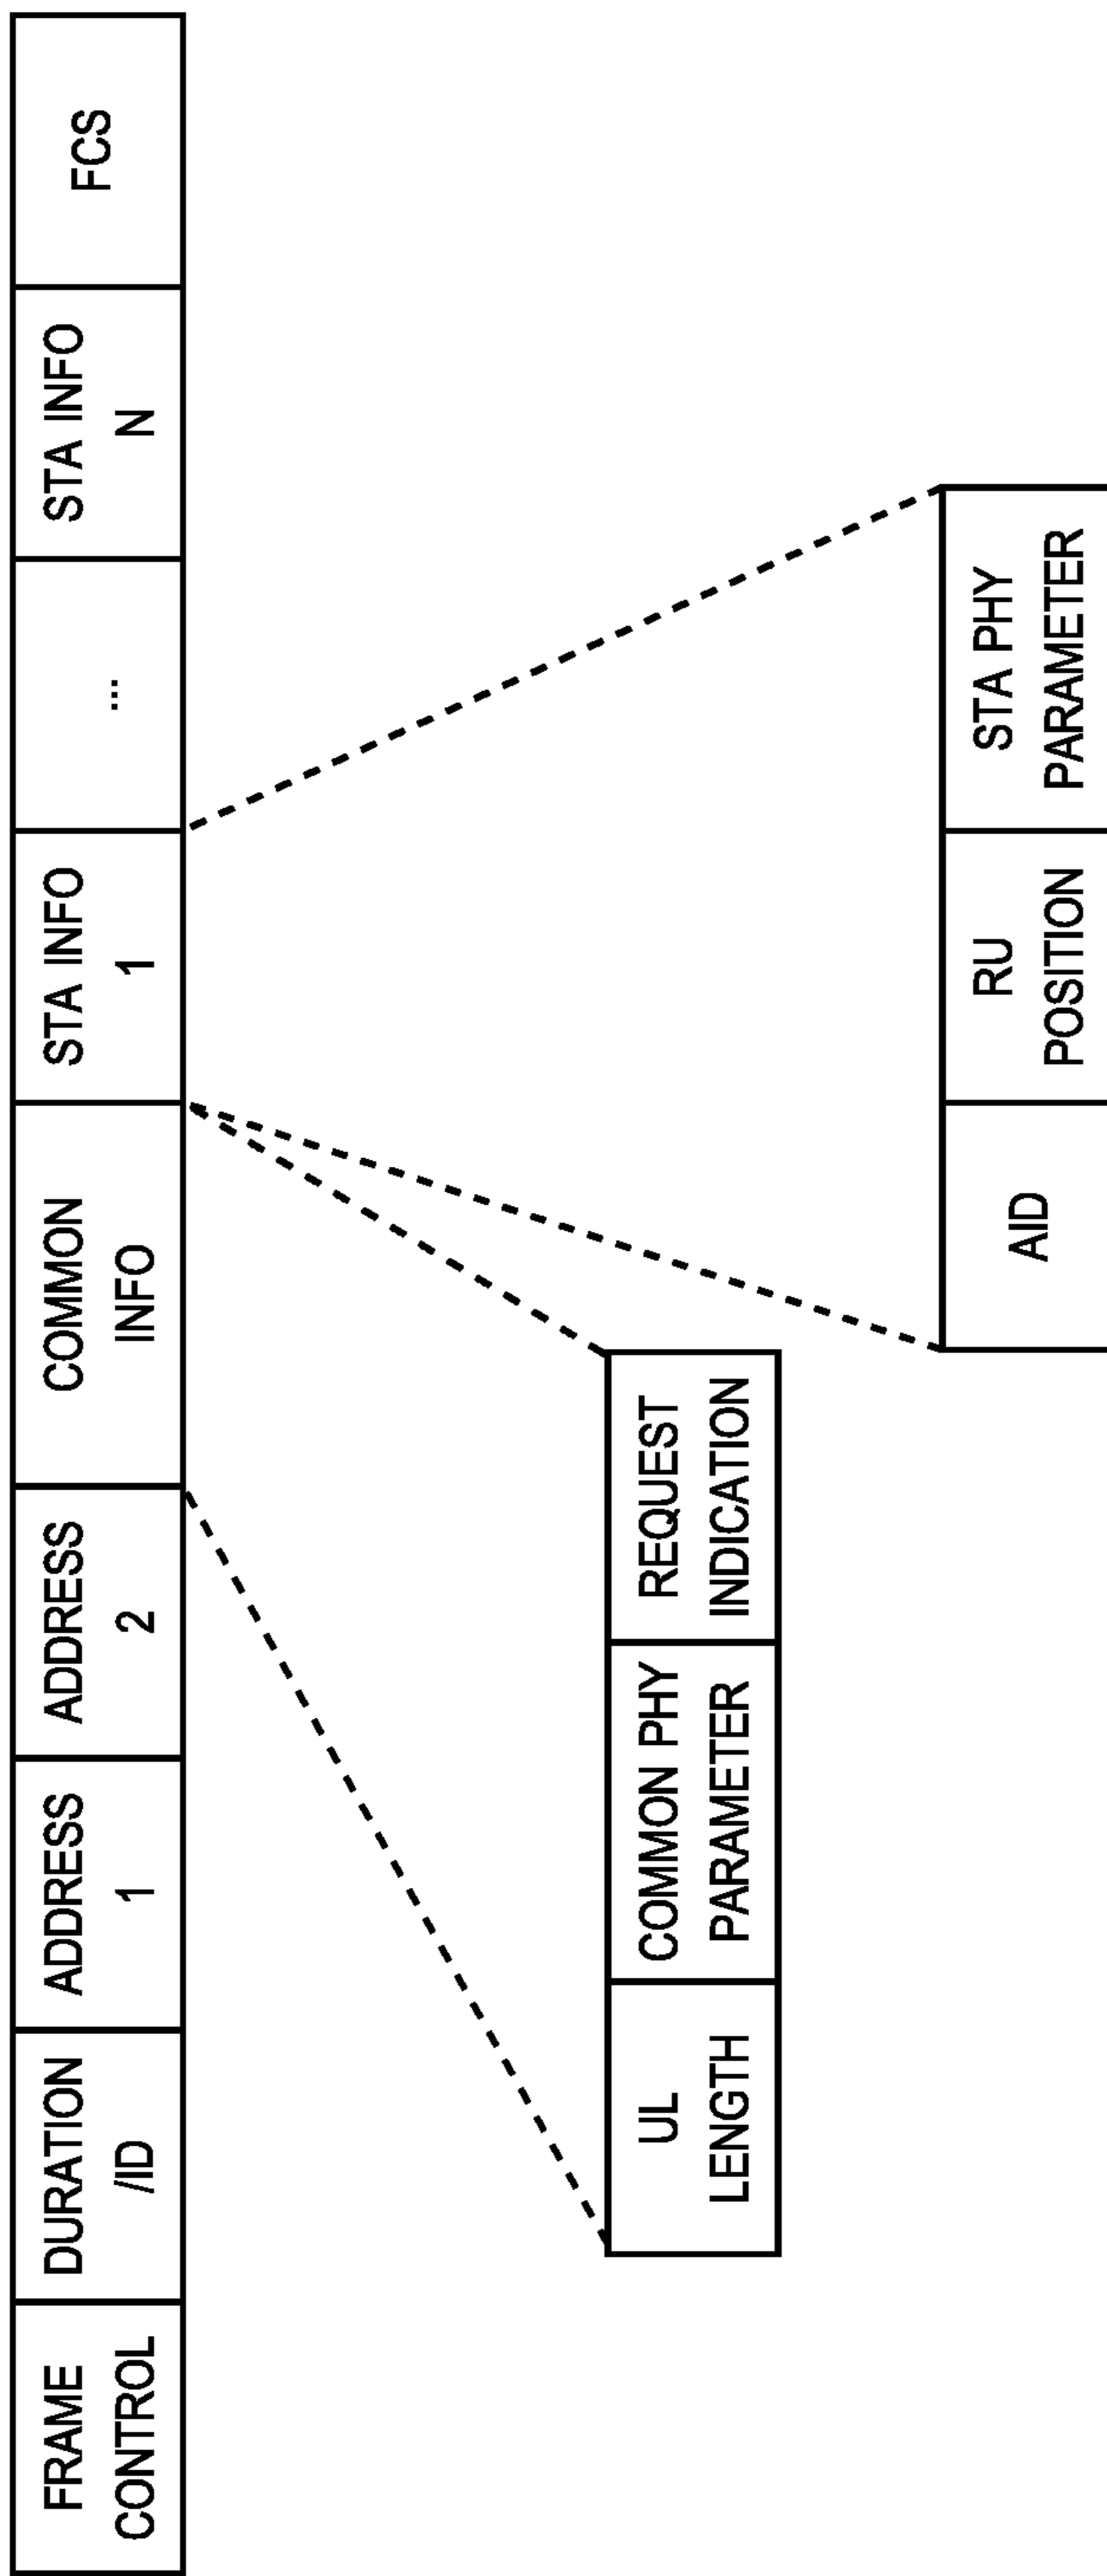 FRAME
CONTROL
DURATION
/ID
ADDRESS
1
ADDRESS
2
COMMON
INFO
STA INFO
1
...
STA INFO
N
FCS
UL
LENGTH
COMMON PHY
PARAMETER
REQUEST
INDICATION
AID
RU
POSITION
STA PHY
PARAMETER